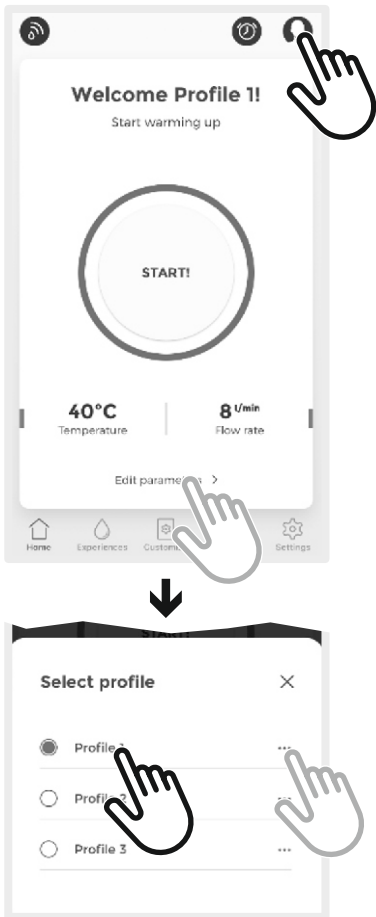 Welcome Profile 1!
Start warming up
START!
40°C
8 l/min
Temperature
Flow rate
Edit >
Home
Experiences
Settings
START!
Select profile
Profile 1
...
Profile 2
...
Profile 3
...